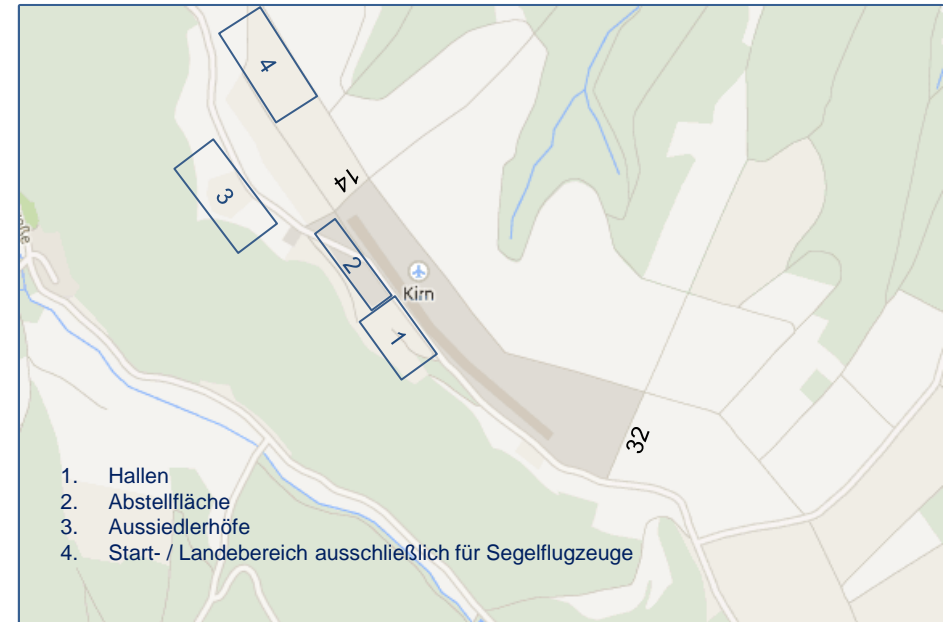 4
14
3
2
Kirn
1
32
1. Hallen
2. Abstellfläche
3. Aussiedlerhöfe
4. Start- / Landebereich ausschließlich für Segelflugzeuge